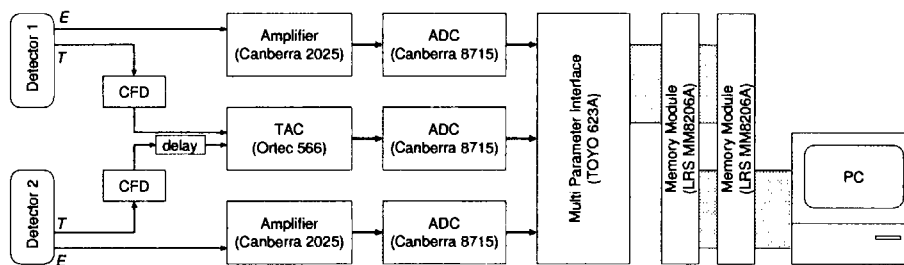 Detector 1
E
T
CFD
Amplifier
(Canberra 2025)
ADC
(Canberra 8715)
TAC
(Ortec 566)
ADC
(Canberra 8715)
delay
CFD
Detector 2
T
E
Amplifier
(Canberra 2025)
ADC
(Canberra 8715)
Multi Parameter interface
(TOYO 623A)
Memory Module
(LRS MM8206A)
Memory Module
(LRS MM8206A)
PC